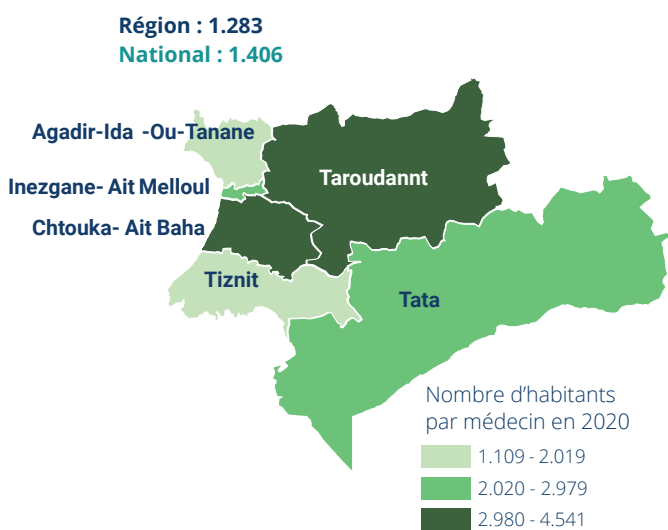 Région : 1.283
National : 1.406
Agadir-Ida -Ou-Tanane
Inezgane- Ait Melloul
Chtouka- Ait Baha
Taroudannt
Tiznit
Tata
Nombre d’habitants
par médecin en 2020
1.109 - 2.019
2.020 - 2.979
2.980 - 4.541